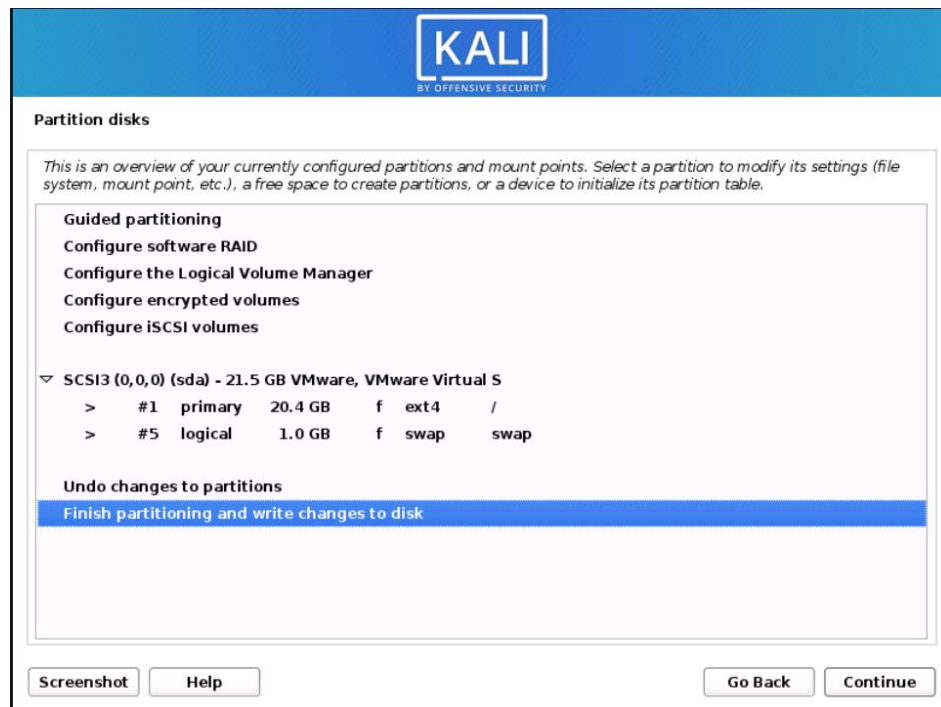 KALI
BY OFFENSIVE SECURITY
Partition disks
This is an overview of your currently configured partitions and mount points. Select a partition to modify its settings (file
system, mount point, etc.), a free space to create partitions, or a device to initialize its partition table.
Guided partitioning
Configure software RAID
Configure the Logical Volume Manager
Configure encrypted volumes
Configure iSCSI volumes
SCSI3 (0,0,0) (sda) - 21.5 GB VMware, VMware Virtual S
> #1 primary 20.4 GB f ext4 /
> #5 logical 1.0 GB f swap swap
Undo changes to partitions
Finish partitioning and write changes to disk
Screenshot Help Go Back Continue